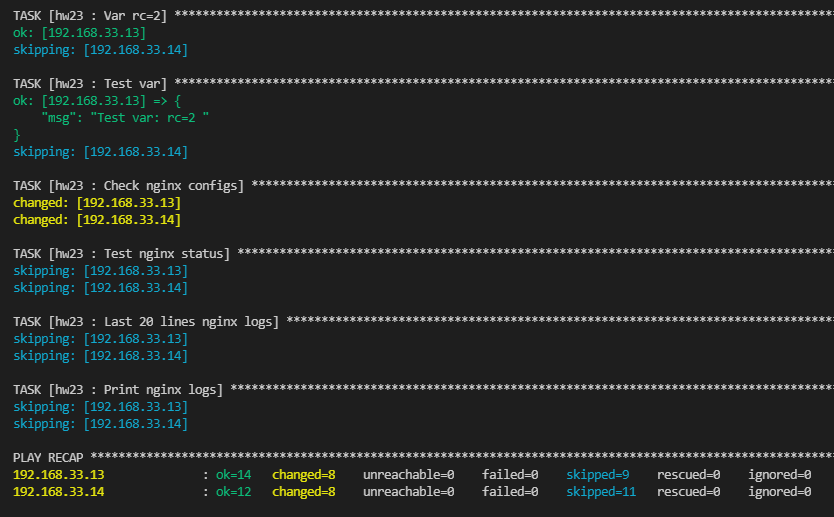 TASK [hw23 : Var rc=2] **********************************************************************************************
ok: [192.168.33.13]
skipping: [192.168.33.14]
TASK [hw23 : Test var] **********************************************************************************************
ok: [192.168.33.13] => {
    "msg": "Test var: rc=2 "
}
skipping: [192.168.33.14]
TASK [hw23 : Check nginx configs] ***********************************************************************************
changed: [192.168.33.13]
changed: [192.168.33.14]
TASK [hw23 : Test nginx status] *************************************************************************************
skipping: [192.168.33.13]
skipping: [192.168.33.14]
TASK [hw23 : Last 20 lines nginx logs] ******************************************************************************
skipping: [192.168.33.13]
skipping: [192.168.33.14]
TASK [hw23 : Print nginx logs] **************************************************************************************
skipping: [192.168.33.13]
skipping: [192.168.33.14]
PLAY RECAP **********************************************************************************************************
192.168.33.13              : ok=14   changed=8    unreachable=0    failed=0    skipped=9    rescued=0    ignored=0
192.168.33.14              : ok=12   changed=8    unreachable=0    failed=0    skipped=11   rescued=0    ignored=0